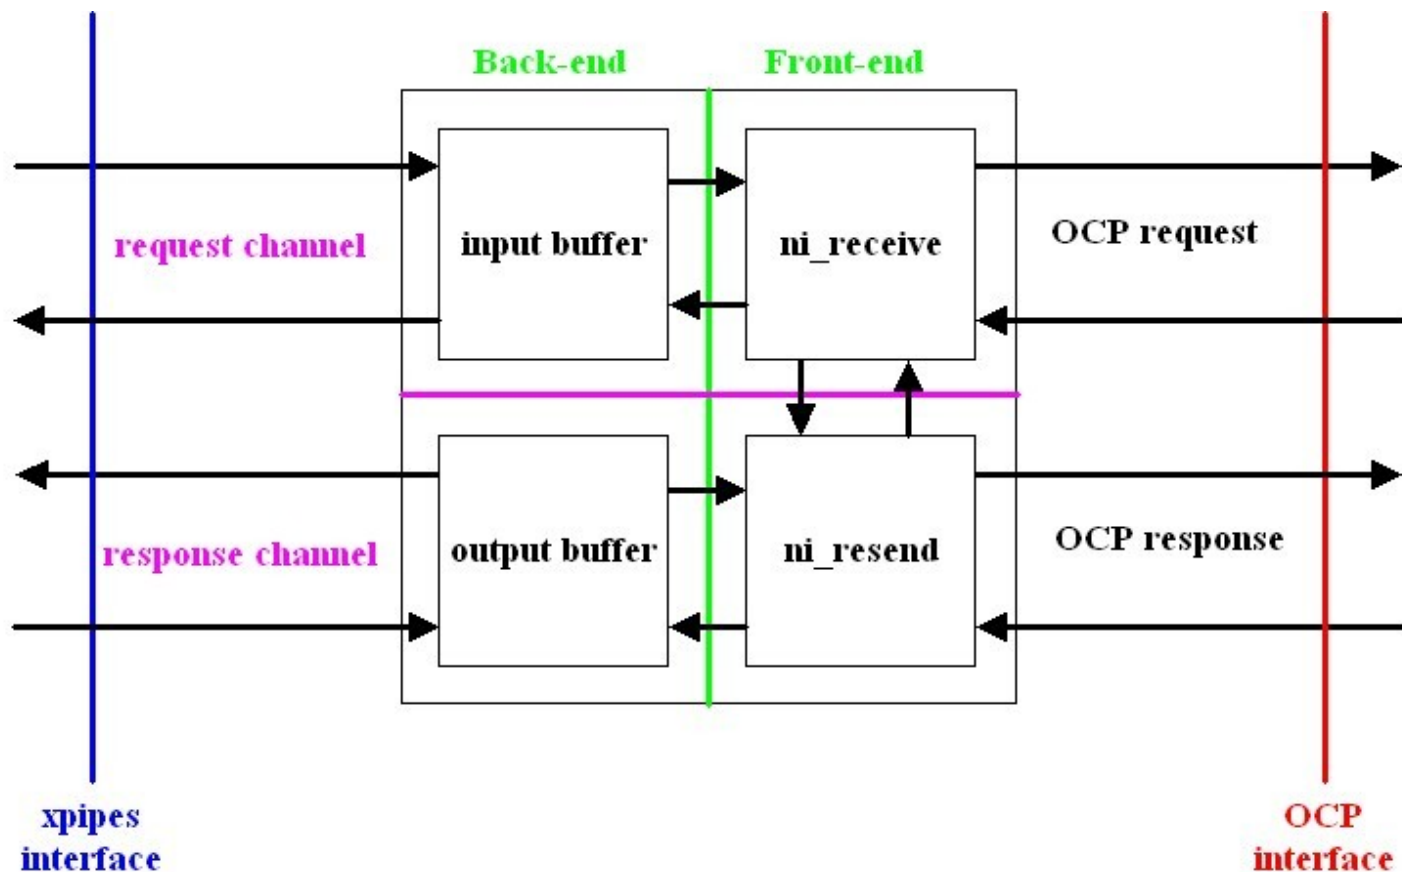 Back-end
Front-end
request channel
input buffer
ni_receive
OCP request
response channel
output buffer
ni_resend
OCP response
xpipes
interface
OCP
interface